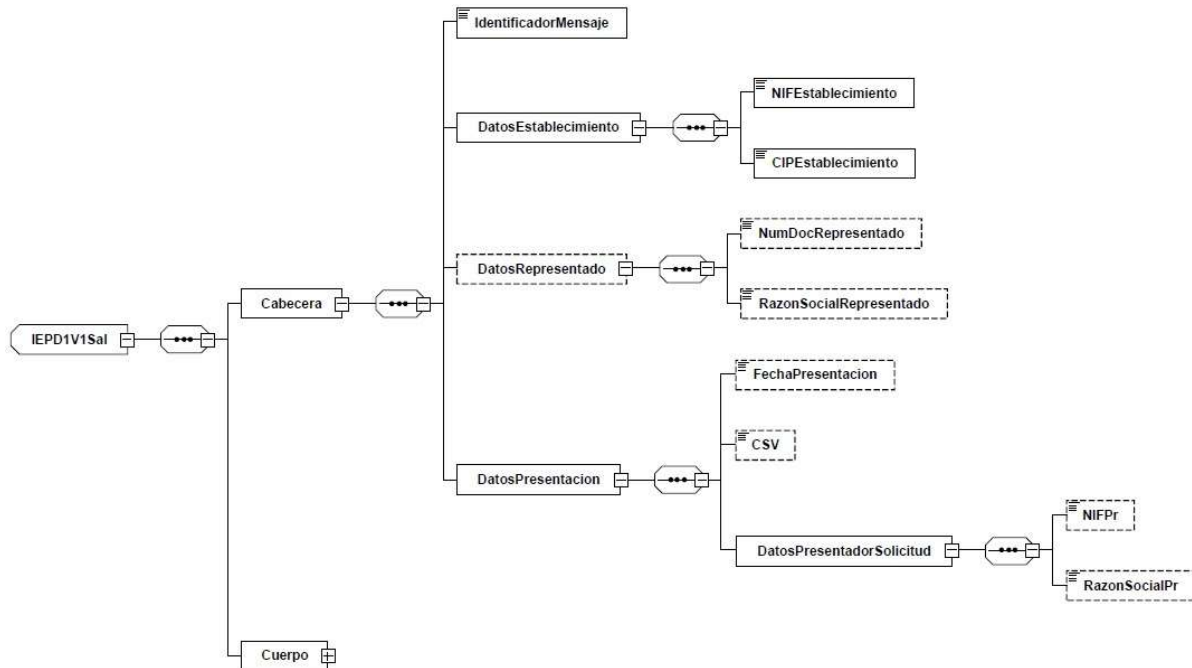 IdentificadorMensaje
NIFEstablecimiento
DatosEstablecimiento
CIPEstablecimiento
NumDocRepresentado
DatosRepresentado
RazonSocialRepresentado
Cabecera
IEPD1V1Sal
FechaPresentacion
CSV
DatosPresentacion
NIFPr
DatosPresentadorSolicitud
RazonSocialPr
Cuerpo